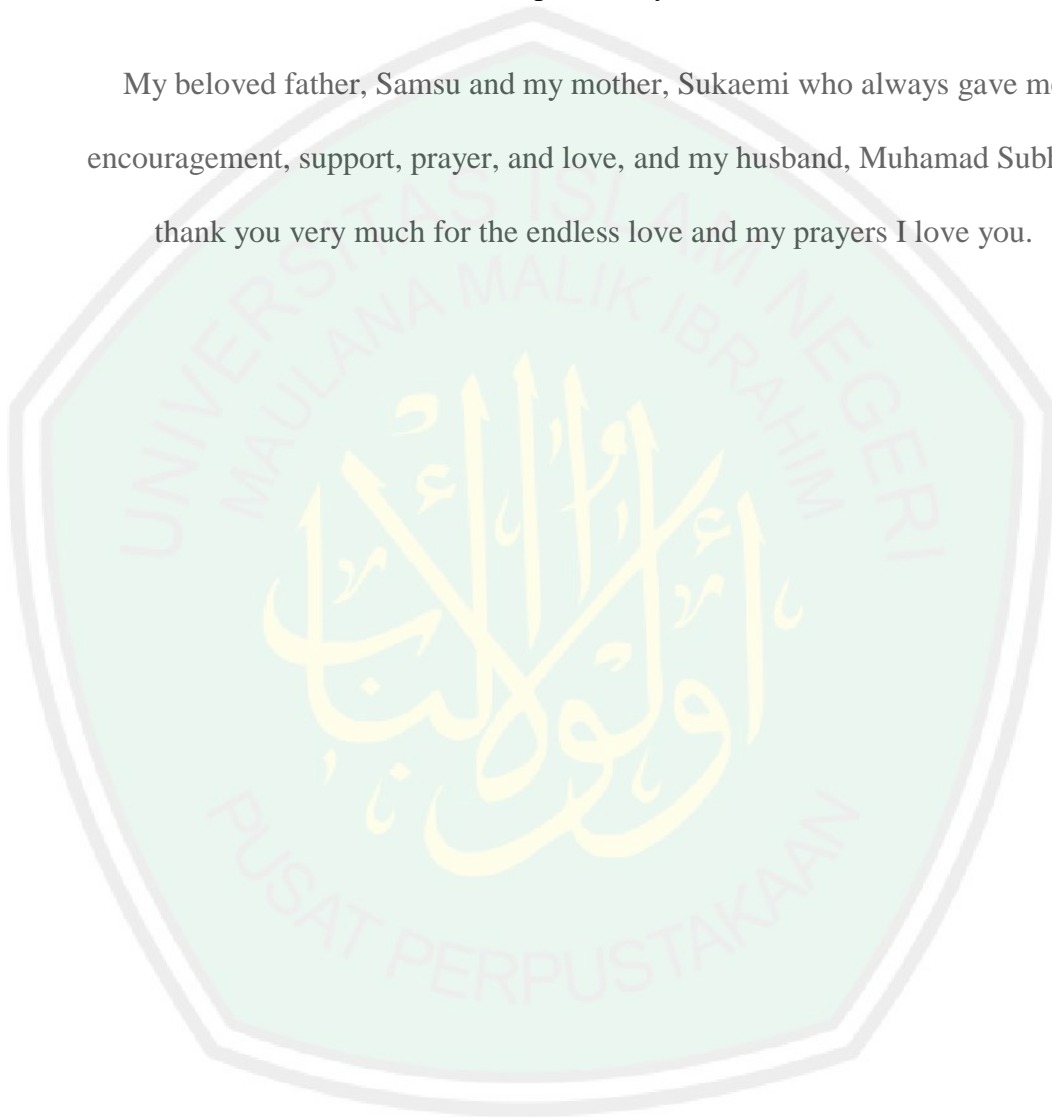 My beloved father, Samsu and my mother, Sukaemi who always gave me
encouragement, support, prayer, and love, and my husband, Muhamad
thank you very much for the endless love and my prayers I love you.
UNIVERSITAS ISLAM NEGERI
MAULANA MALIK IBRAHIM
أولوا الألباب
PUSAT PERPUSTAKAAN